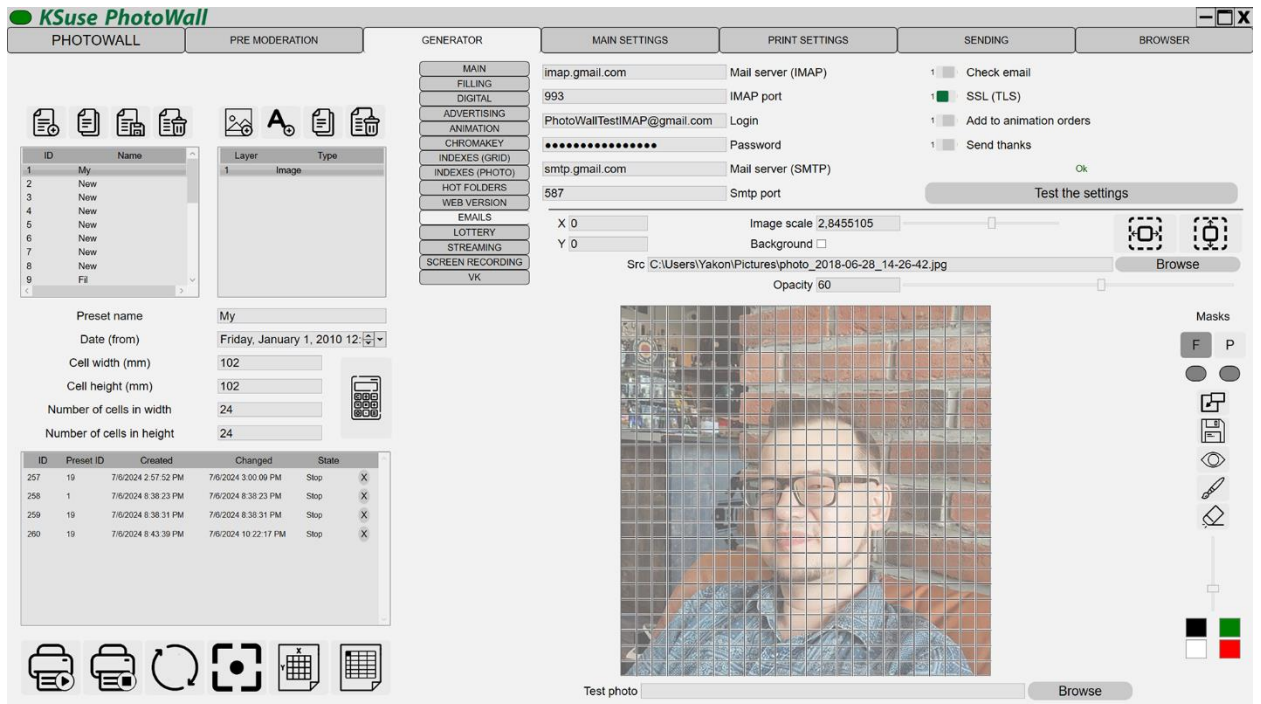 KSuse PhotoWall
PHOTOWALL PRE MODERATION GENERATOR MAIN SETTINGS PRINT SETTINGS SENDING BROWSER
MAIN
FILLING
DIGITAL
ADVERTISING
ANIMATION
CHROMAKEY
INDEXES (GRID)
INDEXES (PHOTO)
HOT FOLDERS
WEB VERSION
EMAILS
LOTTERY
STREAMING
SCREEN RECORDING
VK
imap.gmail.com Mail server (IMAP) 1 Check email
993 IMAP port 1 SSL (TLS)
PhotoWallTestIMAP@gmail.com Login 1 Add to animation orders
●●●●●●●●●●●●●●●● Password 1 Send thanks
smtp.gmail.com Mail server (SMTP) Ok
587 Smtp port Test the settings
X 0 Image scale 2,8455105
Y 0 Background
Src C:\Users\Yakon\Pictures\photo_2018-06-28_14-26-42.jpg Browse
Opacity 60
ID Name
1 My
2 New
3 New
4 New
5 New
6 New
7 New
8 New
9 Fil
Layer Type
1 Image
Preset name My
Date (from) Friday, January 1, 2010 12:
Cell width (mm) 102
Cell height (mm) 102
Number of cells in width 24
Number of cells in height 24
ID Preset ID Created Changed State
257 19 7/6/2024 2:57:52 PM 7/6/2024 3:00:09 PM Stop X
258 1 7/6/2024 8:38:23 PM 7/6/2024 8:38:23 PM Stop X
259 19 7/6/2024 8:38:31 PM 7/6/2024 8:38:31 PM Stop X
260 19 7/6/2024 8:43:39 PM 7/6/2024 10:22:17 PM Stop X
X
Y
Masks
F P
Test photo Browse